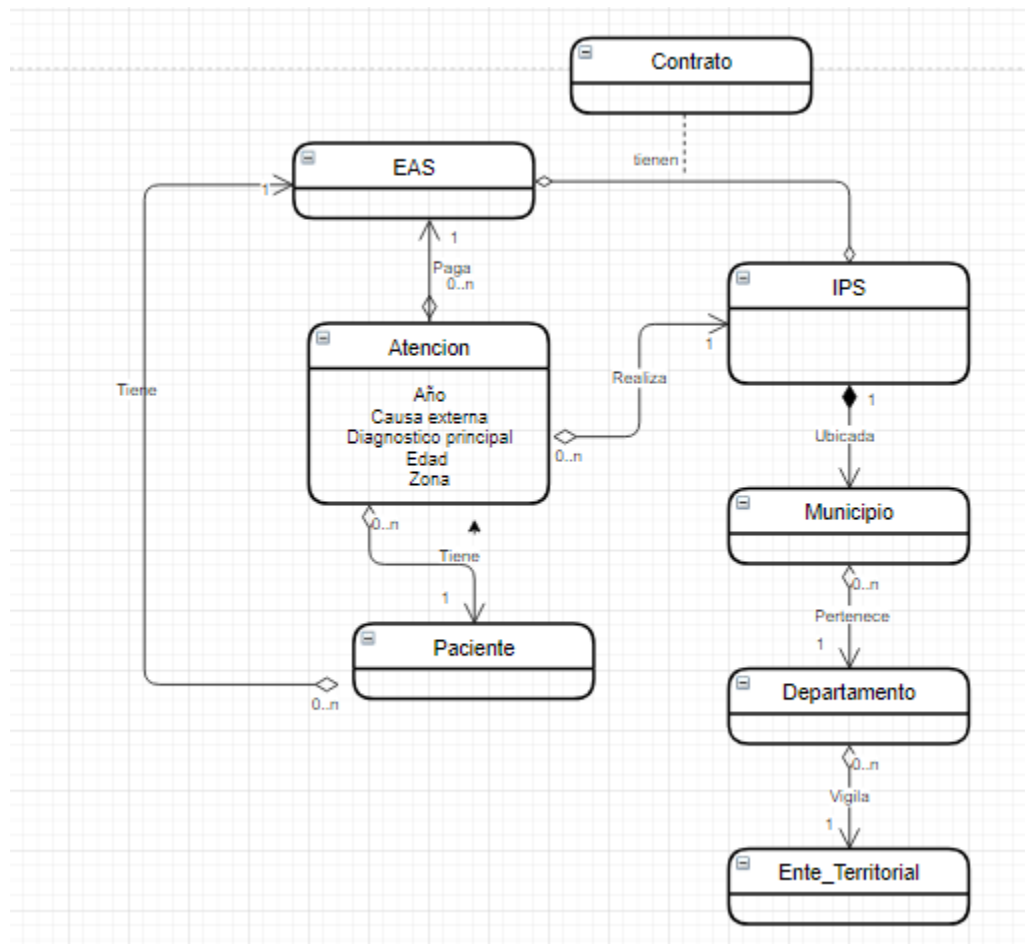 Contrato
tienen
EAS
1
1
Paga
0..n
IPS
Atencion
1
Año
Causa externa
Diagnostico principal
Edad
Zona
Realiza
Tiene
1
Ubicada
0..n
Municipio
0..n
Tiene
0..n
Pertenece
1
1
Paciente
Departamento
0..n
0..n
Vigila
1
Ente_Territorial